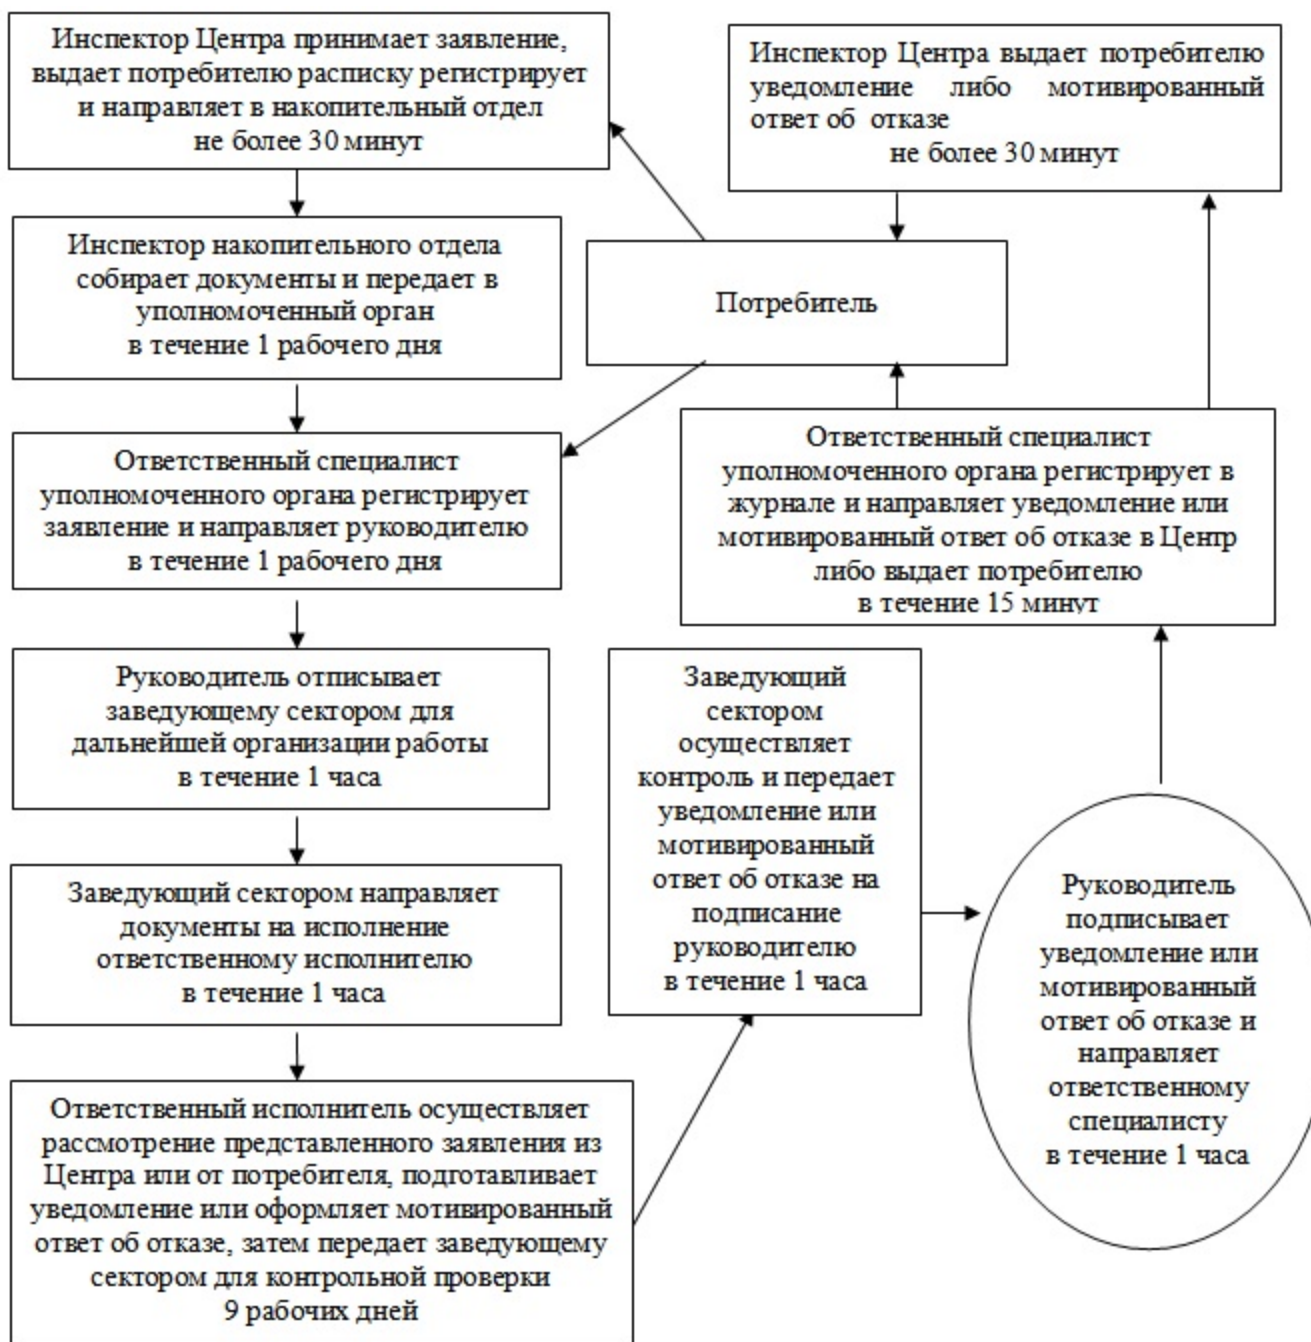 Инспектор Центра принимает заявление,
выдает потребителю расписку регистрирует
и направляет в накопительный отдел
не более 30 минут
Инспектор Центра выдает потребителю
уведомление либо мотивированный
ответ об отказе
не более 30 минут
Инспектор накопительного отдела
собирает документы и передает в
уполномоченный орган
в течение 1 рабочего дня
Потребитель
Ответственный специалист
уполномоченного органа регистрирует
заявление и направляет руководителю
в течение 1 рабочего дня
Ответственный специалист
уполномоченного органа регистрирует в
журнале и направляет уведомление или
мотивированный ответ об отказе в Центр
либо выдает потребителю
в течение 15 минут
Руководитель отписывает
заведующему сектором для
дальнейшей организации работы
в течение 1 часа
Заведующий сектором направляет
документы на исполнение
ответственному исполнителю
в течение 1 часа
Ответственный исполнитель осуществляет
рассмотрение представленного заявления из
Центра или от потребителя, подготавливает
уведомление или оформляет мотивированный
ответ об отказе, затем передает заведующему
сектором для контрольной проверки
9 рабочих дней
Заведующий
сектором
осуществляет
контроль и передает
уведомление или
мотивированный
ответ об отказе на
подписание
руководителю
в течение 1 часа
Руководитель
подписывает
уведомление или
мотивированный
ответ об отказе и
направляет
ответственному
специалисту
в течение 1 часа